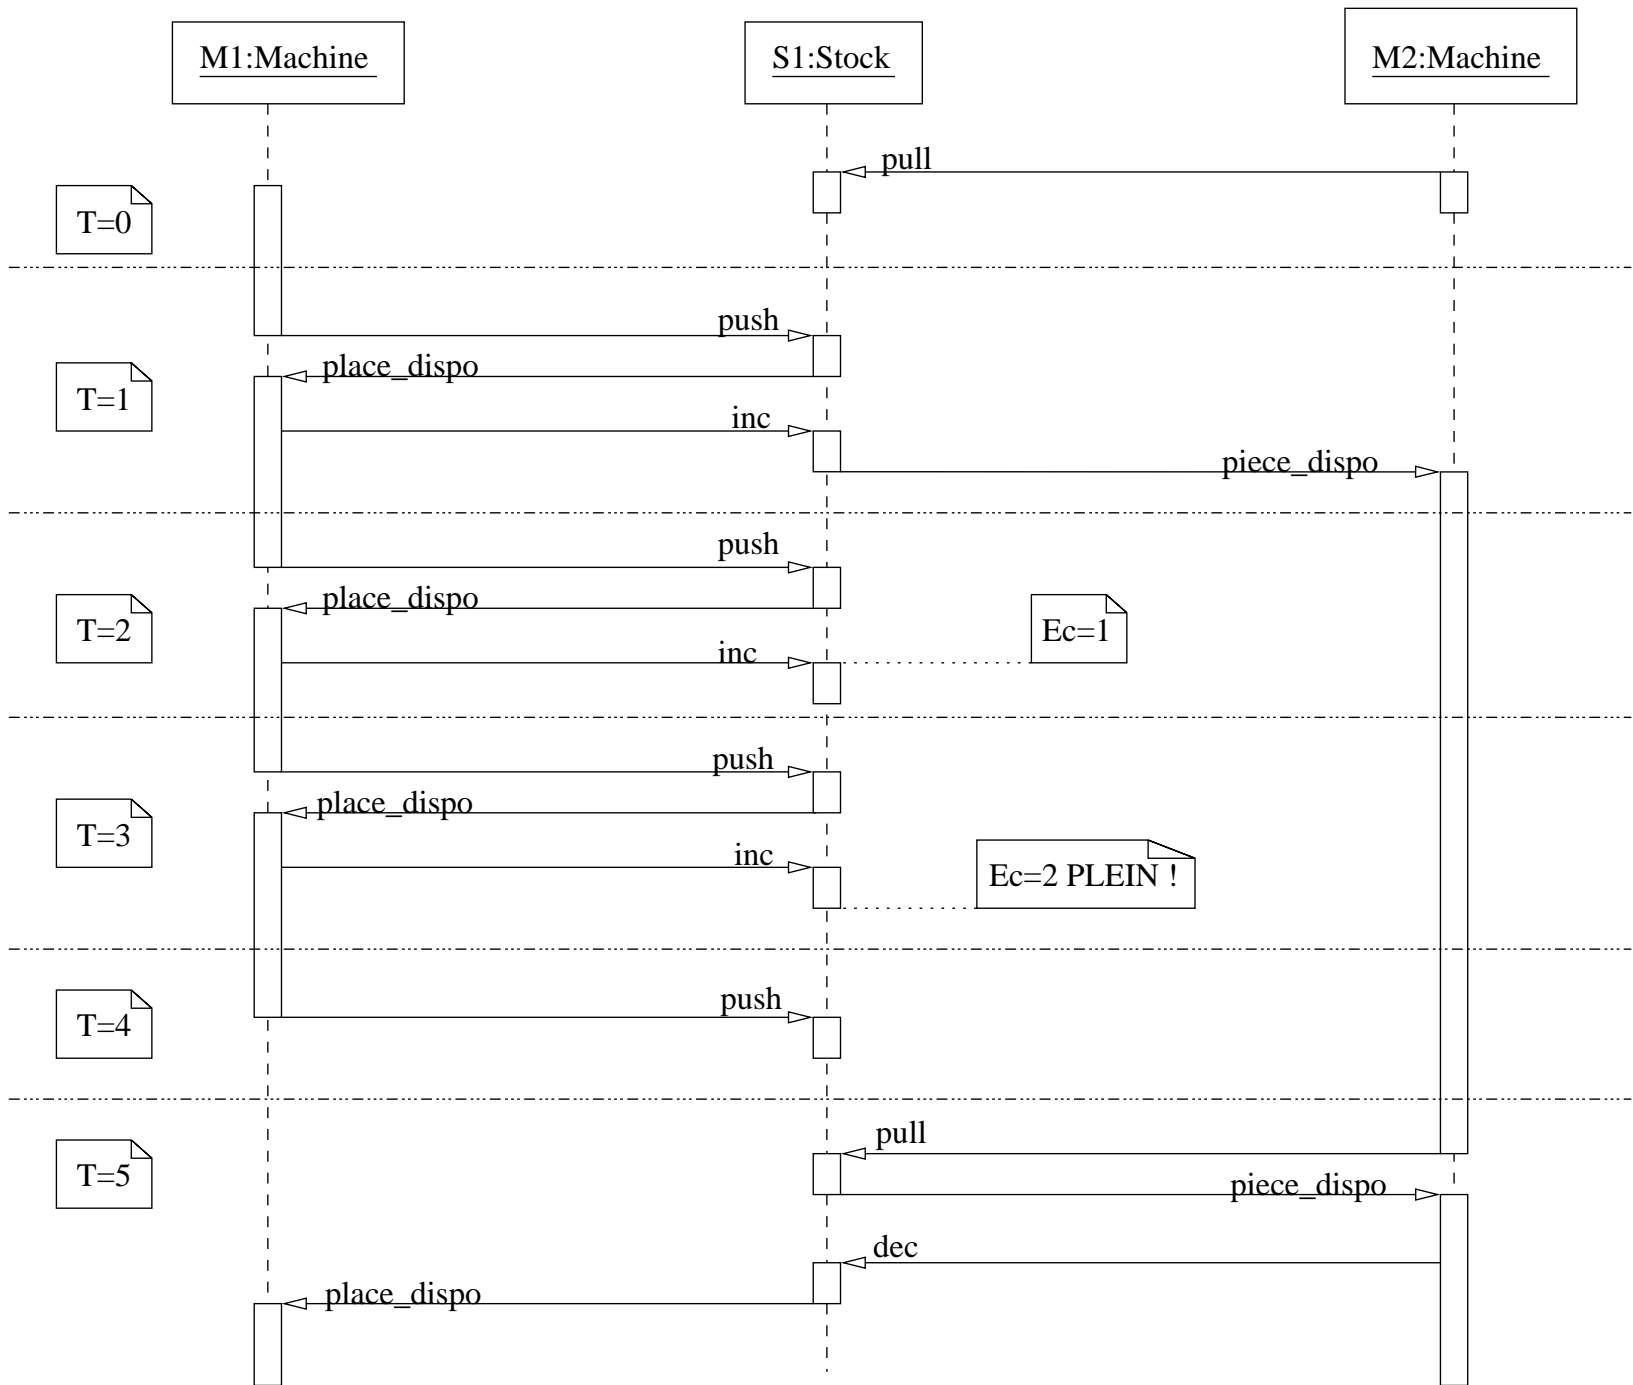 M1:Machine
S1:Stock
M2:Machine
pull
T=0
push
place_dispo
T=1
inc
piece_dispo
push
place_dispo
T=2
Ec=1
inc
push
place_dispo
T=3
inc
Ec=2 PLEIN !
push
T=4
pull
T=5
piece_dispo
dec
place_dispo